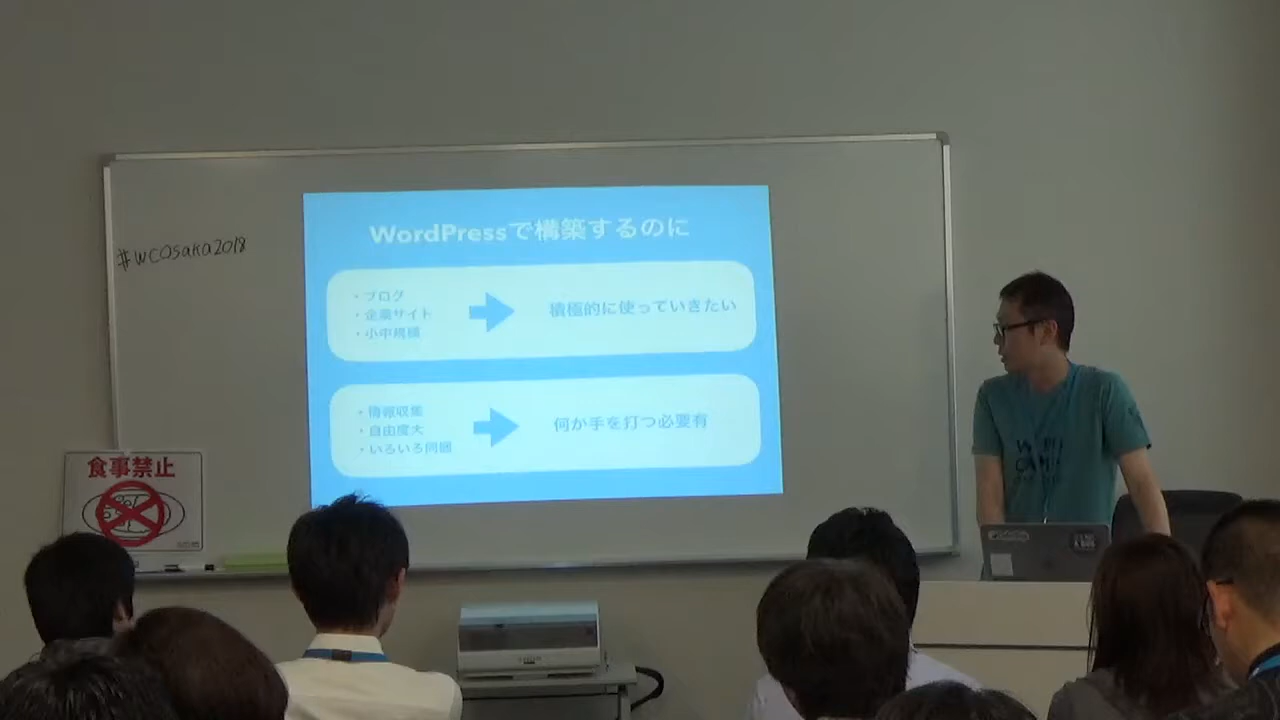 #WCOsaka2018
WordPressで構築するのに
・ブログ
・企業サイト
・小中規模
積極的に使っていきたい
・情報収集
・自由度大
・いろいろ同梱
何か手を打つ必要有
食事禁止